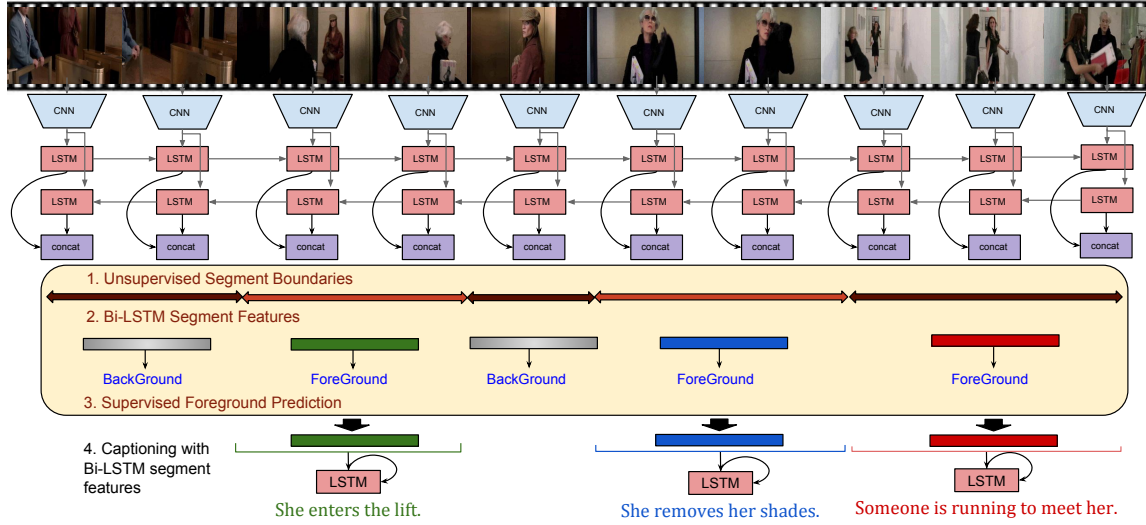 CNN CNN CNN CNN CNN CNN CNN CNN CNN CNN
LSTM LSTM LSTM LSTM LSTM LSTM LSTM LSTM LSTM LSTM
LSTM LSTM LSTM LSTM LSTM LSTM LSTM LSTM LSTM LSTM
concat concat concat concat concat concat concat concat concat concat
1. Unsupervised Segment Boundaries
2. Bi-LSTM Segment Features
BackGround ForeGround BackGround ForeGround ForeGround
3. Supervised Foreground Prediction
4. Captioning with
Bi-LSTM segment
features
LSTM LSTM LSTM
She enters the lift. She removes her shades. Someone is running to meet her.